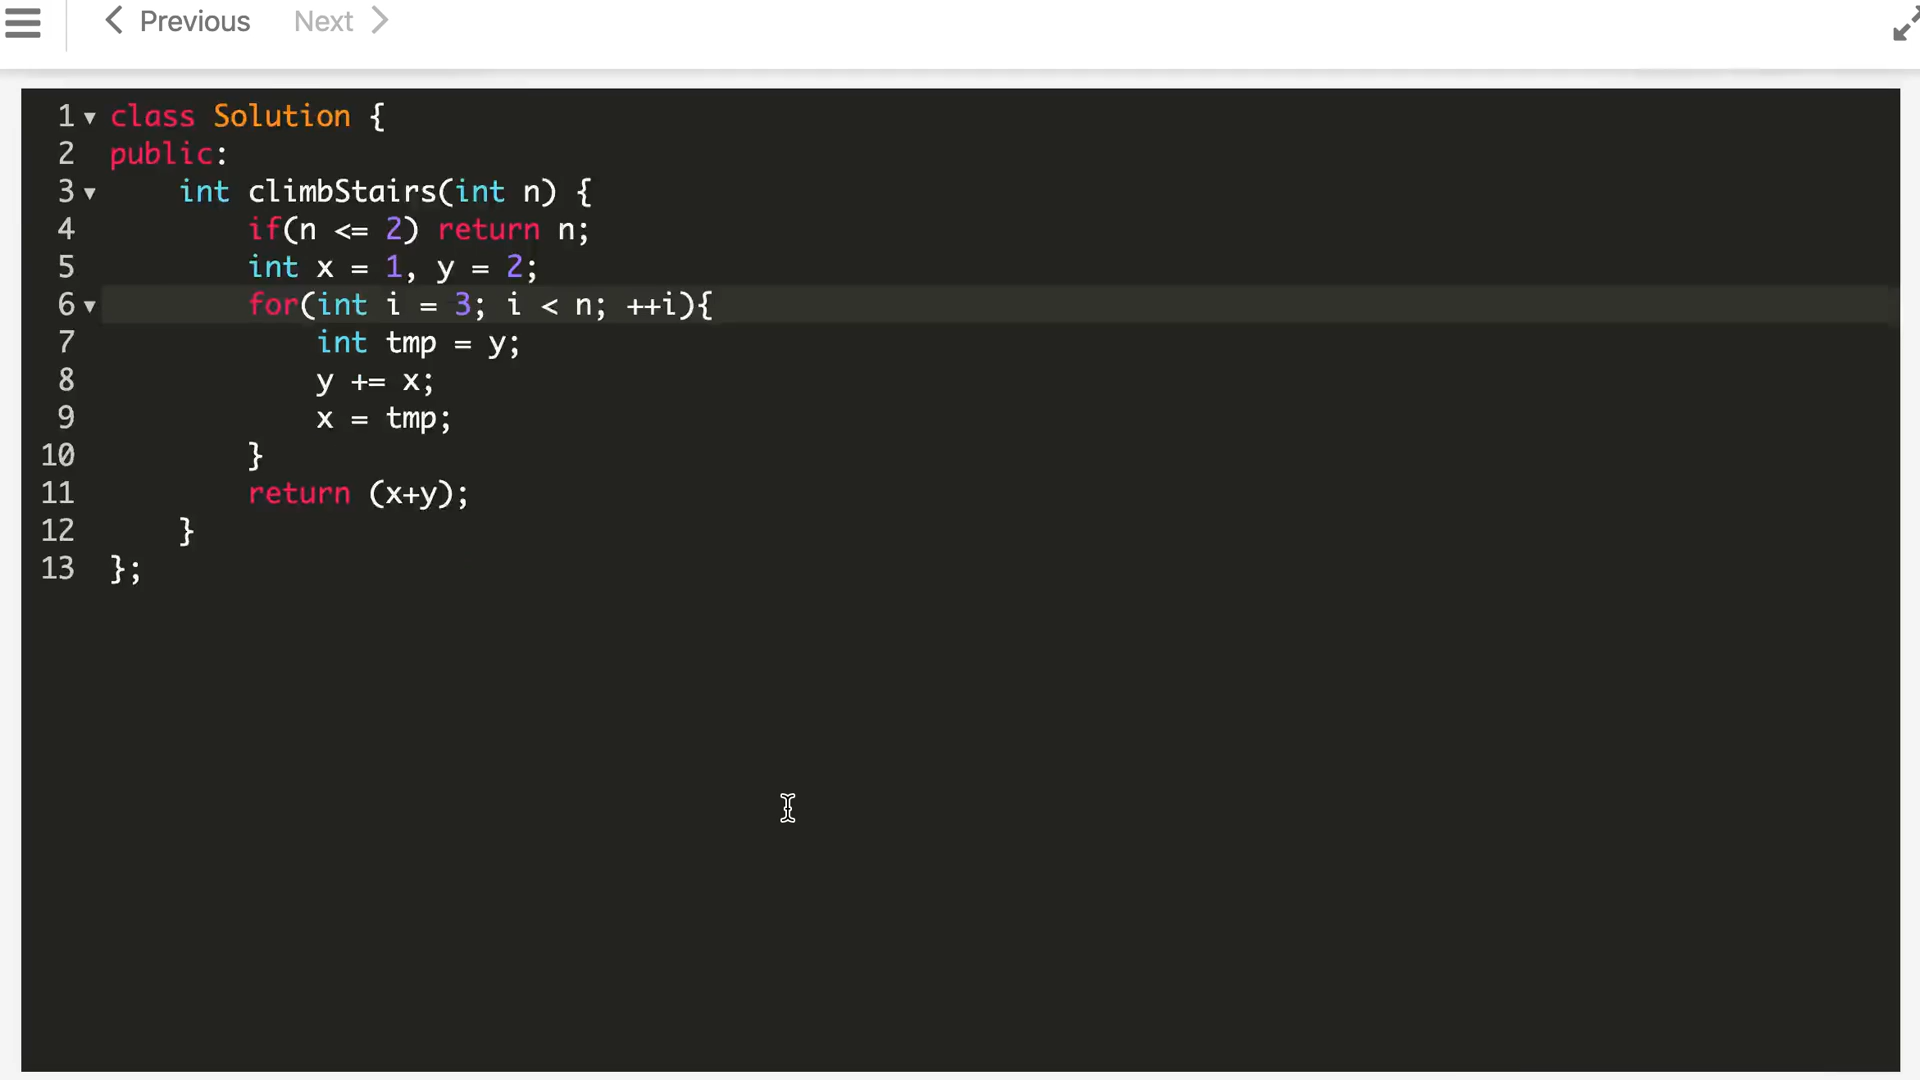 Previous Next
1 class Solution {
2 public:
3     int climbStairs(int n) {
4         if(n <= 2) return n;
5         int x = 1, y = 2;
6         for(int i = 3; i < n; ++i){
7             int tmp = y;
8             y += x;
9             x = tmp;
10         }
11         return (x+y);
12     }
13 };